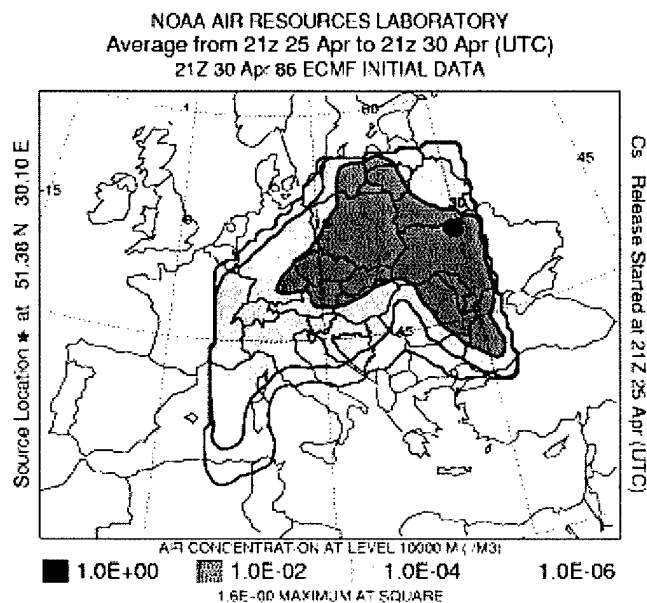 NOAA AIR RESOURCES LABORATORY
Average from 21z 25 Apr to 21z 30 Apr (UTC)
21Z 30 Apr 86 ECMF INITIAL DATA
Source Location ★ at 51.38 N 30.10 E
Cs Release Started at 21Z 25 Apr (UTC)
60
45
15
30
45
AIR CONCENTRATION AT LEVEL 10000 M ( /M3)
1.0E+00 1.0E-02 1.0E-04 1.0E-06
1.6E-00 MAXIMUM AT SQUARE